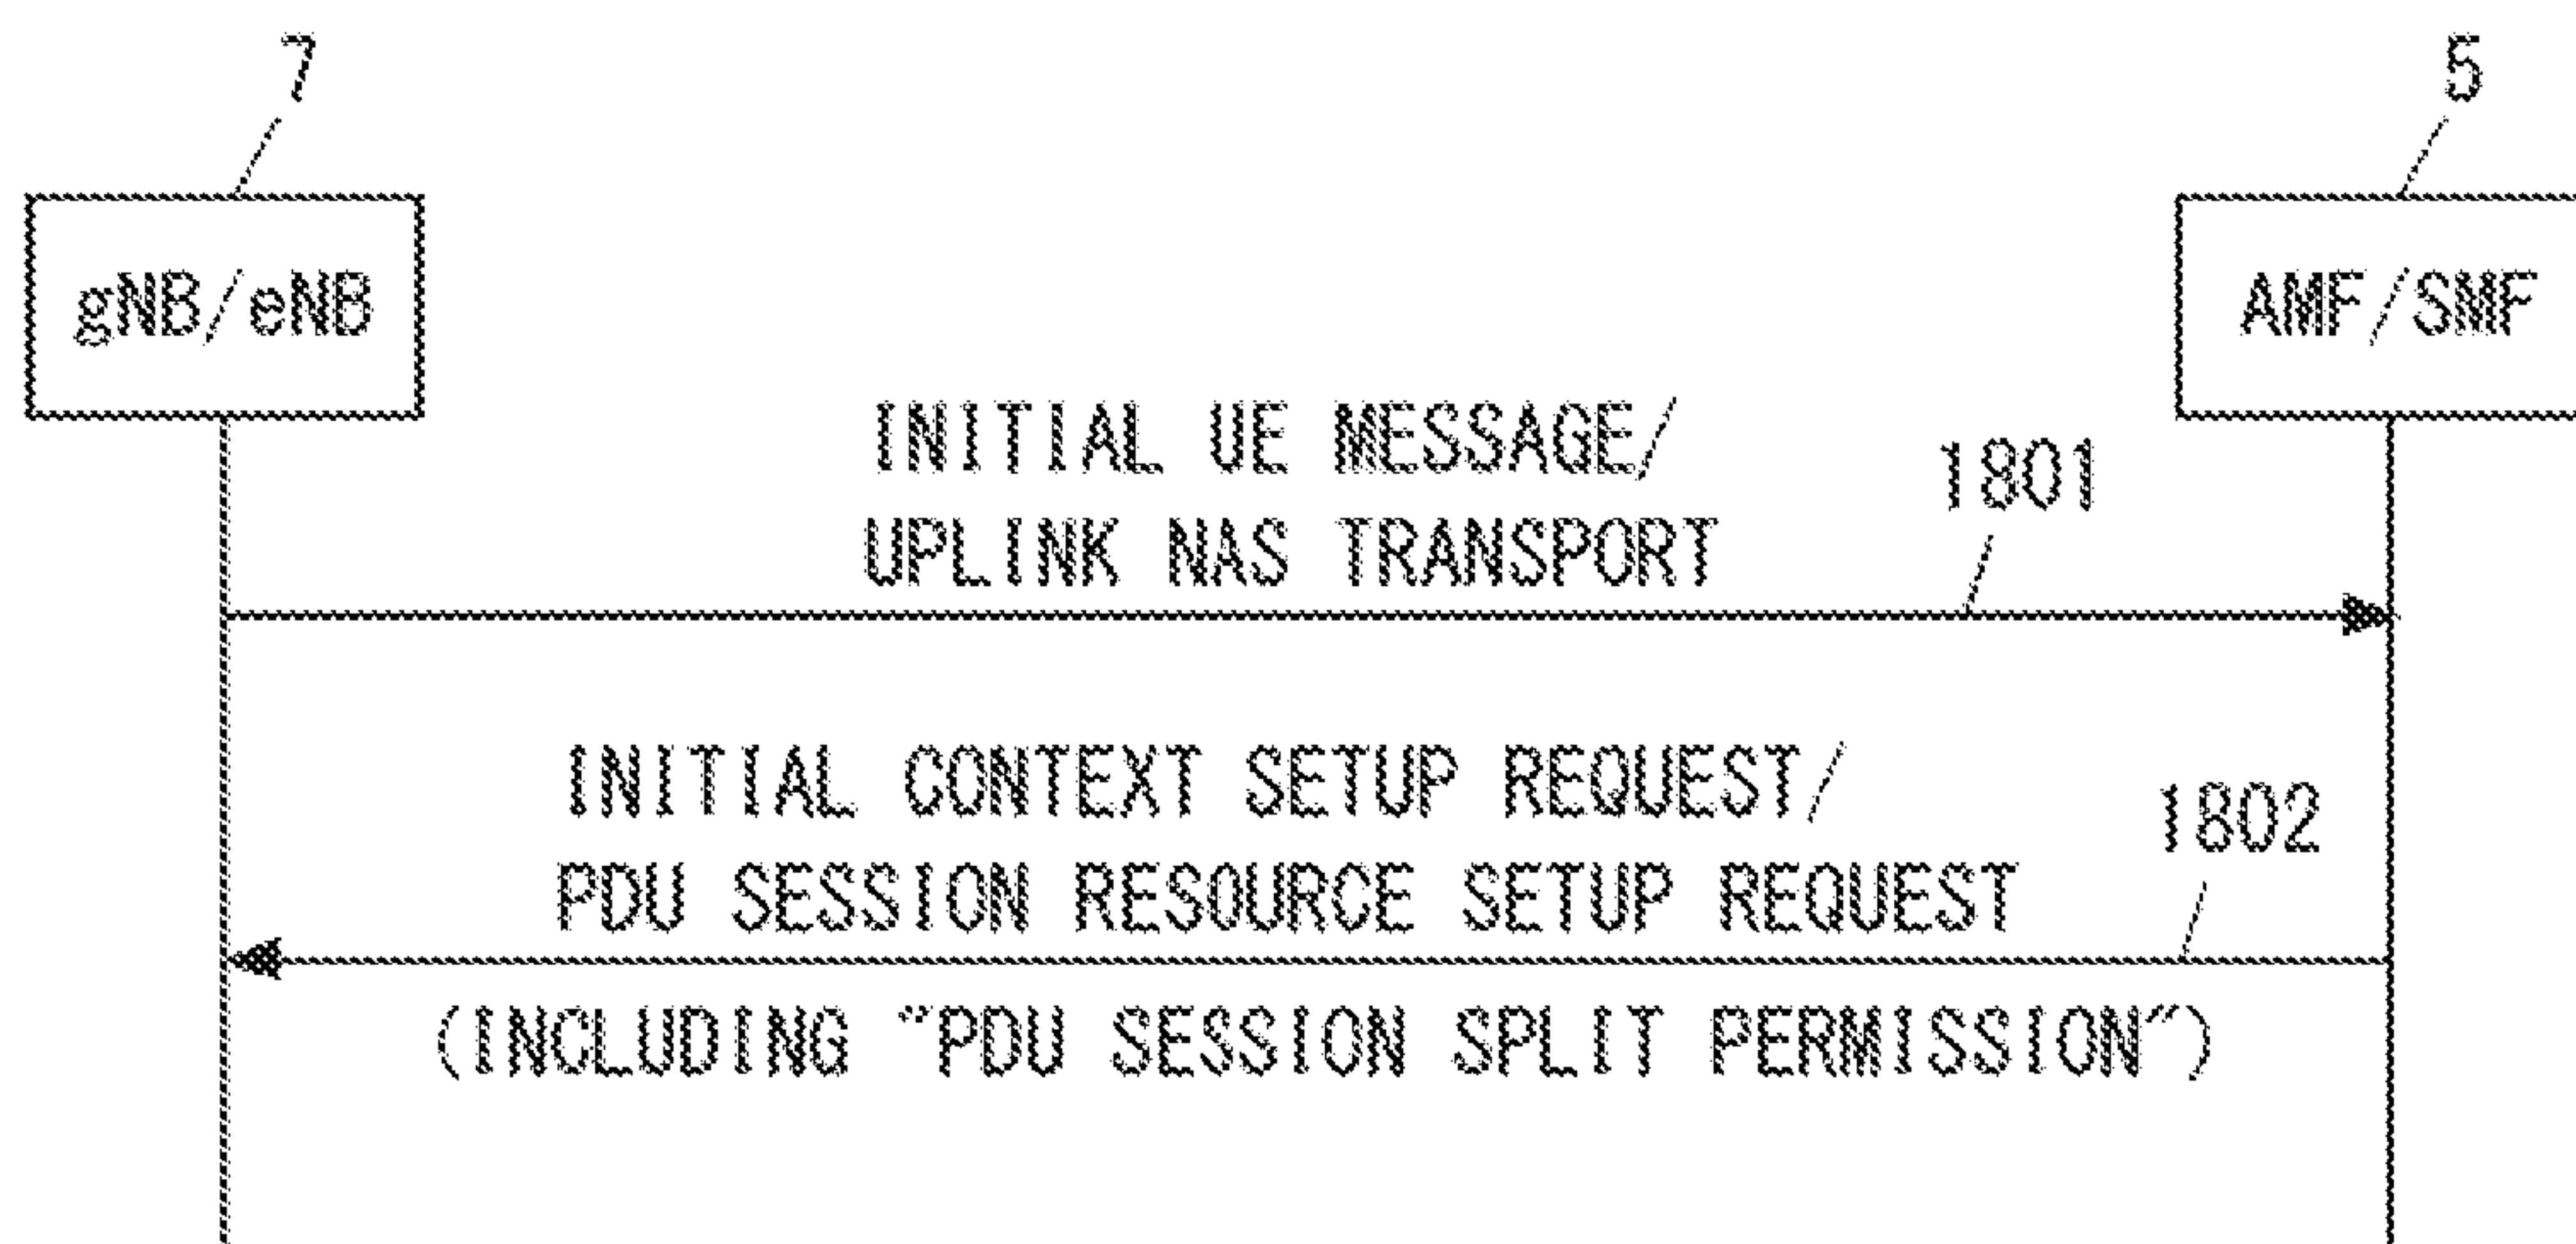 7
5
gNB/eNB
AMF/SMF
INITIAL UE MESSAGE/
UPLINK NAS TRANSPORT
1801
INITIAL CONTEXT SETUP REQUEST/
PDU SESSION RESOURCE SETUP REQUEST
1802
(INCLUDING "PDU SESSION SPLIT PERMISSION")